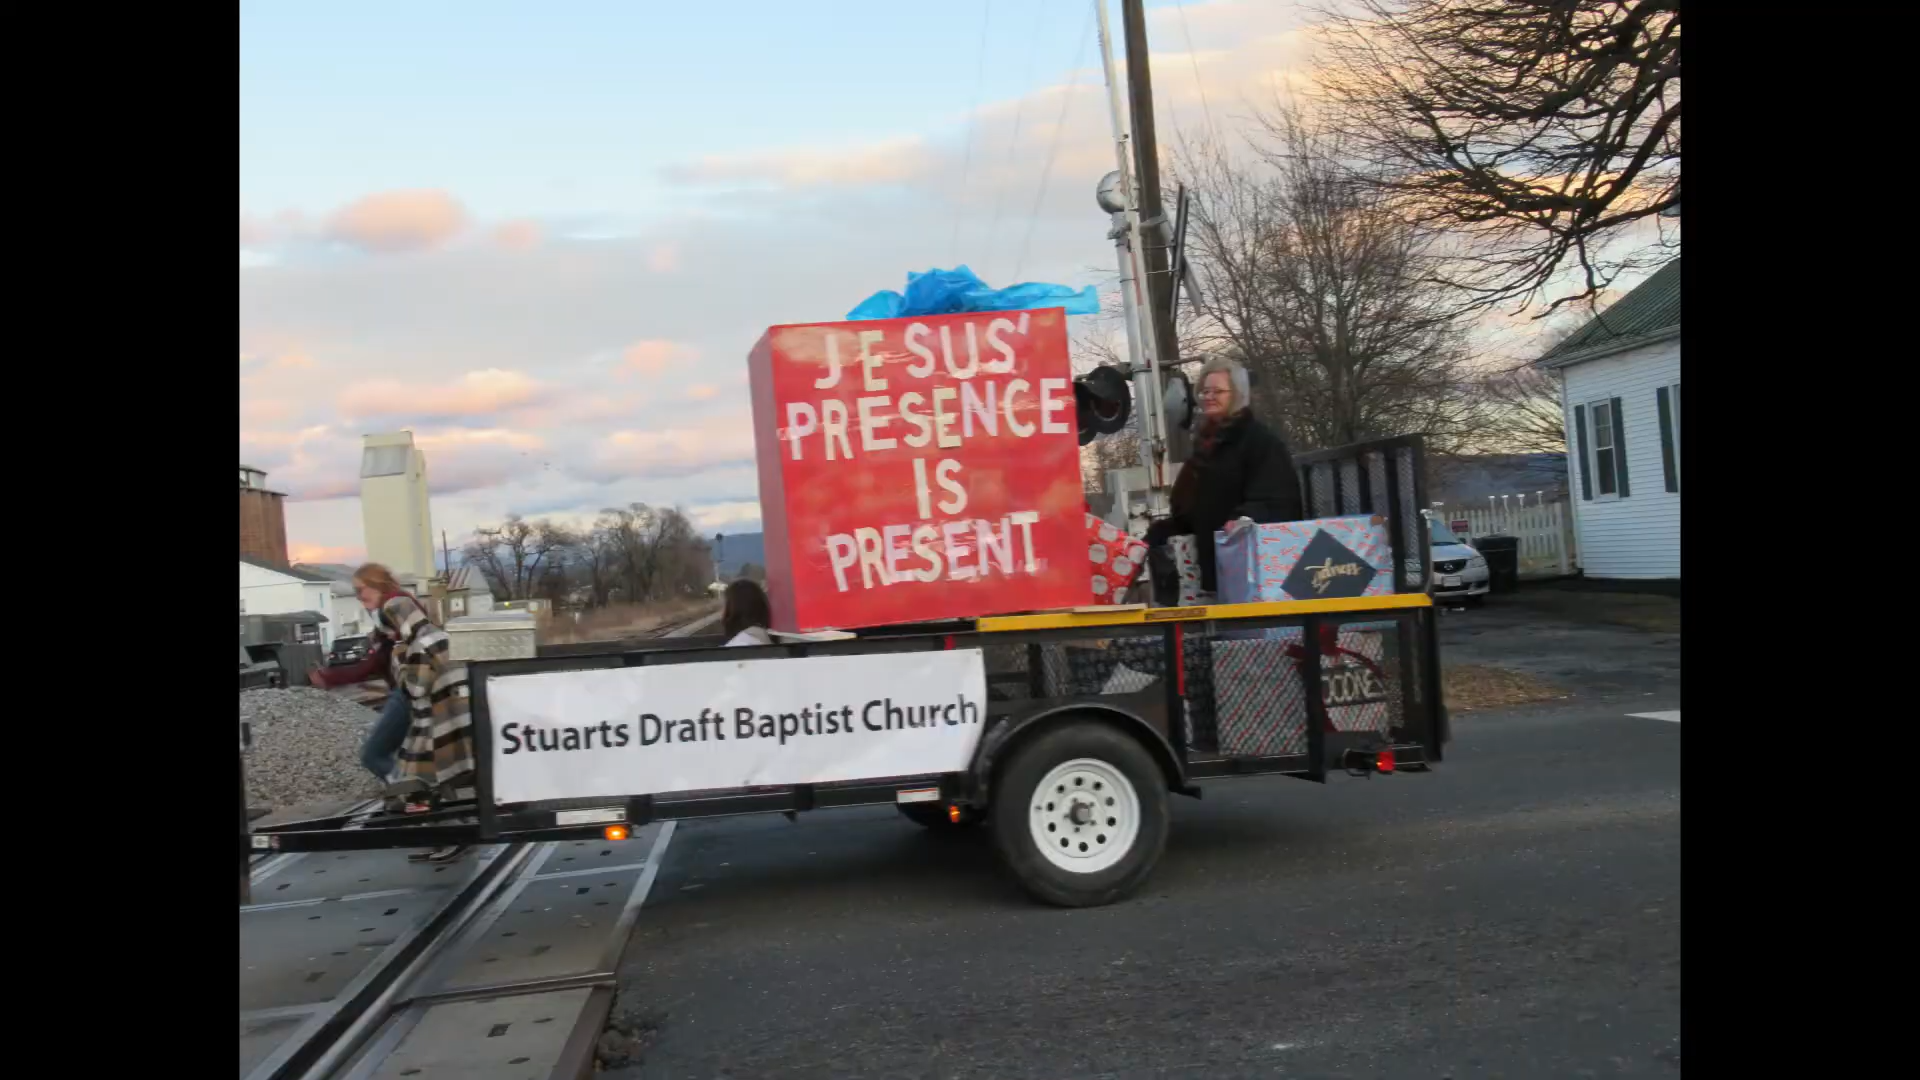 JESUS'
PRESENCE
IS
PRESENT
Stuarts Draft Baptist Church